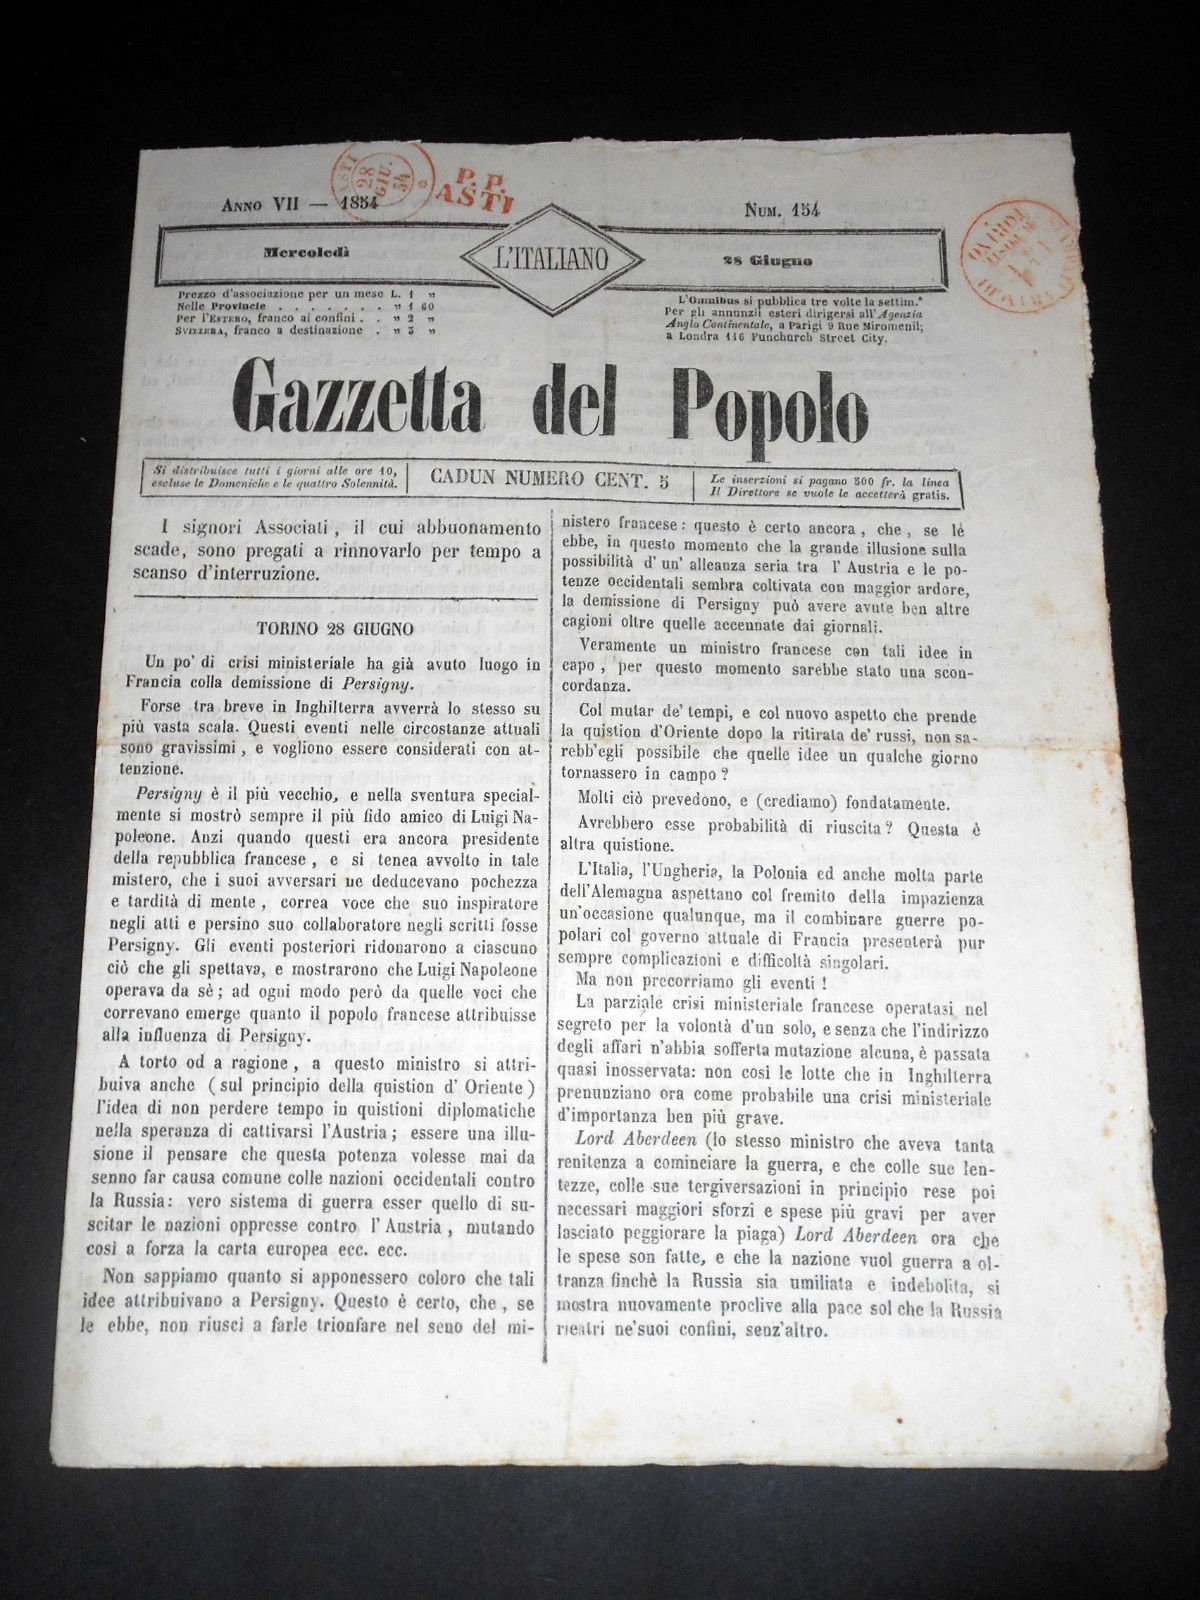 ASTI
28
GIU.
54
P. P.
ASTI
ANNO VII — 1854
NUM. 154
Mercoledì
L'ITALIANO
28 Giugno
Prezzo d'associazione per un mese L. 1 „
Nelle Provincie . . . . . . . „ 1 60
Per l'ESTERO, franco ai confini . . „ 2 „
SVIZZERA, franco a destinazione . „ 3 „
L'Omnibus si pubblica tre volte la settim.ª
Per gli annunzii esteri dirigersi all'Agenzia
Anglo Continentale, a Parigi 9 Rue Miromenil;
a Londra 116 Funchurch Street City.
Gazzetta del Popolo
Si distribuisce tutti i giorni alle ore 10,
escluse le Domeniche e le quattro Solennità.
CADUN NUMERO CENT. 5
Le inserzioni si pagano 300 fr. la linea
Il Direttore se vuole le accetterà gratis.
I signori Associati, il cui abbuonamento
scade, sono pregati a rinnovarlo per tempo a
scanso d'interruzione.
TORINO 28 GIUGNO
Un po' di crisi ministeriale ha già avuto luogo in
Francia colla demissione di Persigny.
Forse tra breve in Inghilterra avverrà lo stesso su
più vasta scala. Questi eventi nelle circostanze attuali
sono gravissimi, e vogliono essere considerati con at-
tenzione.
Persigny è il più vecchio, e nella sventura special-
mente si mostrò sempre il più fido amico di Luigi Na-
poleone. Anzi quando questi era ancora presidente
della repubblica francese, e si tenea avvolto in tale
mistero, che i suoi avversari ne deducevano pochezza
e tardità di mente, correa voce che suo inspiratore
negli atti e persino suo collaboratore negli scritti fosse
Persigny. Gli eventi posteriori ridonarono a ciascuno
ciò che gli spettava, e mostrarono che Luigi Napoleone
operava da sè; ad ogni modo però da quelle voci che
correvano emerge quanto il popolo francese attribuisse
alla influenza di Persigny.
A torto od a ragione, a questo ministro si attri-
buiva anche (sul principio della quistion d'Oriente)
l'idea di non perdere tempo in quistioni diplomatiche
nella speranza di cattivarsi l'Austria; essere una illu-
sione il pensare che questa potenza volesse mai da
senno far causa comune colle nazioni occidentali contro
la Russia: vero sistema di guerra esser quello di su-
scitar le nazioni oppresse contro l'Austria, mutando
così a forza la carta europea ecc. ecc.
Non sappiamo quanto si apponessero coloro che tali
idee attribuivano a Persigny. Questo è certo, che, se
le ebbe, non riuscì a farle trionfare nel seno del mi-
nistero francese: questo è certo ancora, che, se le
ebbe, in questo momento che la grande illusione sulla
possibilità d'un'alleanza seria tra l'Austria e le po-
tenze occidentali sembra coltivata con maggior ardore,
la demissione di Persigny può avere avute ben altre
cagioni oltre quelle accennate dai giornali.
Veramente un ministro francese con tali idee in
capo, per questo momento sarebbe stato una scon-
cordanza.
Col mutar de' tempi, e col nuovo aspetto che prende
la quistion d'Oriente dopo la ritirata de' russi, non sa-
rebb'egli possibile che quelle idee un qualche giorno
tornassero in campo?
Molti ciò prevedono, e (crediamo) fondatamente.
Avrebbero esse probabilità di riuscita? Questa è
altra quistione.
L'Italia, l'Ungheria, la Polonia ed anche molta parte
dell'Alemagna aspettano col fremito della impazienza
un'occasione qualunque, ma il combinare guerre po-
polari col governo attuale di Francia presenterà pur
sempre complicazioni e difficoltà singolari.
Ma non precorriamo gli eventi!
La parziale crisi ministeriale francese operatasi nel
segreto per la volontà d'un solo, e senza che l'indirizzo
degli affari n'abbia sofferta mutazione alcuna, è passata
quasi inosservata: non così le lotte che in Inghilterra
prenunziano ora come probabile una crisi ministeriale
d'importanza ben più grave.
Lord Aberdeen (lo stesso ministro che aveva tanta
renitenza a cominciare la guerra, e che colle sue len-
tezze, colle sue tergiversazioni in principio rese poi
necessari maggiori sforzi e spese più gravi per aver
lasciato peggiorare la piaga) Lord Aberdeen ora che
le spese son fatte, e che la nazione vuol guerra a ol-
tranza finchè la Russia sia umiliata e indebolita, si
mostra nuovamente proclive alla pace sol che la Russia
rientri ne'suoi confini, senz'altro.